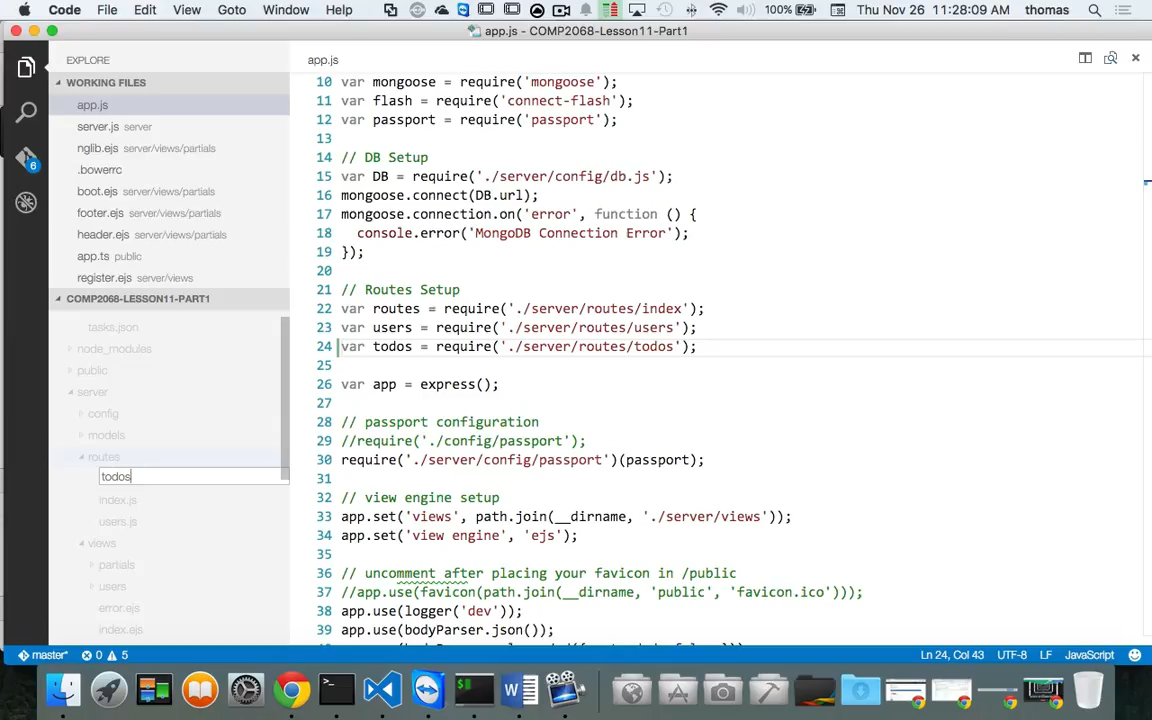 Code File Edit View Goto Window Help 100% Thu Nov 26 11:28:09 AM thomas
app.js - COMP2068-Lesson11-Part1
EXPLORE
WORKING FILES
app.js
server.js server
nglib.ejs server/views/partials
.bowerrc
boot.ejs server/views/partials
footer.ejs server/views/partials
header.ejs server/views/partials
app.ts public
register.ejs server/views
COMP2068-LESSON11-PART1
tasks.json
node_modules
public
server
config
models
routes
todos
index.js
users.js
views
partials
users
error.ejs
index.ejs
6
app.js
10 var mongoose = require('mongoose');
11 var flash = require('connect-flash');
12 var passport = require('passport');
13
14 // DB Setup
15 var DB = require('./server/config/db.js');
16 mongoose.connect(DB.url);
17 mongoose.connection.on('error', function () {
18 console.error('MongoDB Connection Error');
19 });
20
21 // Routes Setup
22 var routes = require('./server/routes/index');
23 var users = require('./server/routes/users');
24 var todos = require('./server/routes/todos');
25
26 var app = express();
27
28 // passport configuration
29 //require('./config/passport');
30 require('./server/config/passport')(passport);
31
32 // view engine setup
33 app.set('views', path.join(__dirname, './server/views'));
34 app.set('view engine', 'ejs');
35
36 // uncomment after placing your favicon in /public
37 //app.use(favicon(path.join(__dirname, 'public', 'favicon.ico')));
38 app.use(logger('dev'));
39 app.use(bodyParser.json());
master* 0 5 Ln 24, Col 43 UTF-8 LF JavaScript